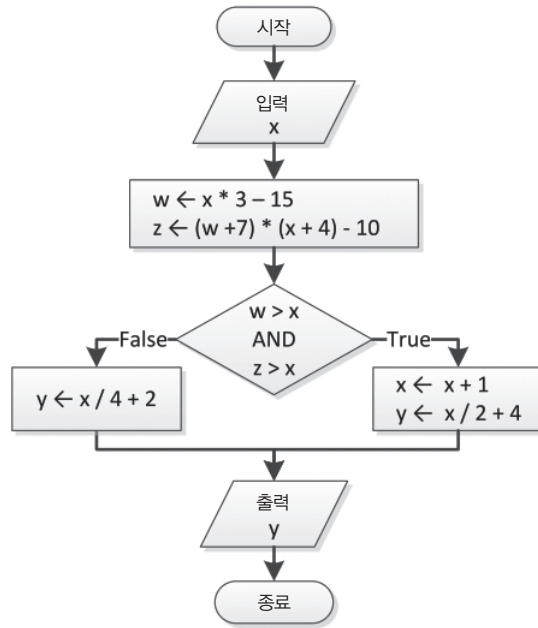 시작
입력
x
w ← x * 3 – 15
z ← (w +7) * (x + 4) - 10
w > x
AND
z > x
False
True
y ← x / 4 + 2
x ← x + 1
y ← x / 2 + 4
출력
y
종료